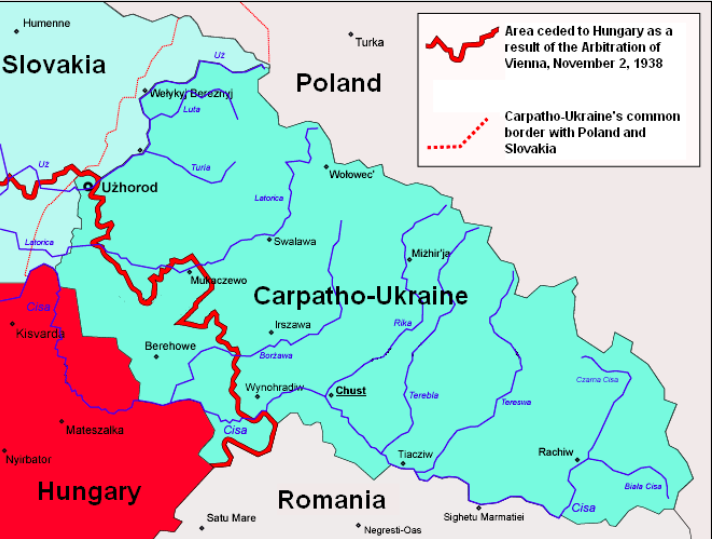 Humenne
Slovakia
Uż
Turka
Poland
Area ceded to Hungary as a
result of the Arbitration of
Vienna, November 2, 1938
Carpatho-Ukraine's common
border with Poland and
Slovakia
Wełykyj Bereznyj
Luta
Uż
Turia
Wołowec'
Użhorod
Latorica
Latorica
Swalawa
Miżhir'ja
Mukaczewo
Carpatho-Ukraine
Cisa
Kisvarda
Irszawa
Rika
Berehowe
Borżawa
Czarna Cisa
Wynohradiw
Chust
Terebla
Tereswa
Mateszalka
Cisa
Nyirbator
Tiacziw
Rachiw
Hungary
Romania
Biała Cisa
Cisa
Satu Mare
Negresti-Oas
Sighetu Marmatiei